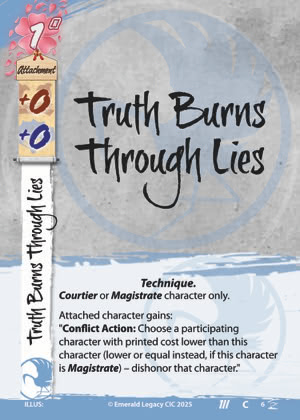 1
Attachment
+0
+0
Truth Burns
Through Lies
Truth Burns Through Lies
Technique.
Courtier or Magistrate character only.
Attached character gains:
"Conflict Action: Choose a participating
character with printed cost lower than this
character (lower or equal instead, if this character
is Magistrate) – dishonor that character."
ILLUS:
© Emerald Legacy CIC 2025
C
6